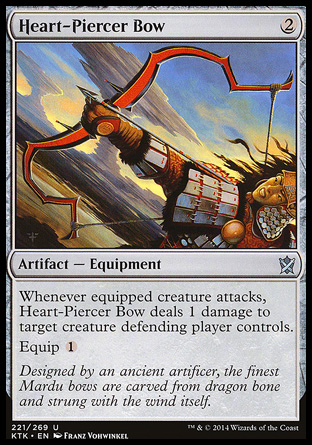 Heart-Piercer Bow 2
Artifact — Equipment
Whenever equipped creature attacks,
Heart-Piercer Bow deals 1 damage to
target creature defending player controls.
Equip 1
Designed by an ancient artificer, the finest
Mardu bows are carved from dragon bone
and strung with the wind itself.
221/269 U
KTK • EN Franz Vohwinkel
™ & © 2014 Wizards of the Coast